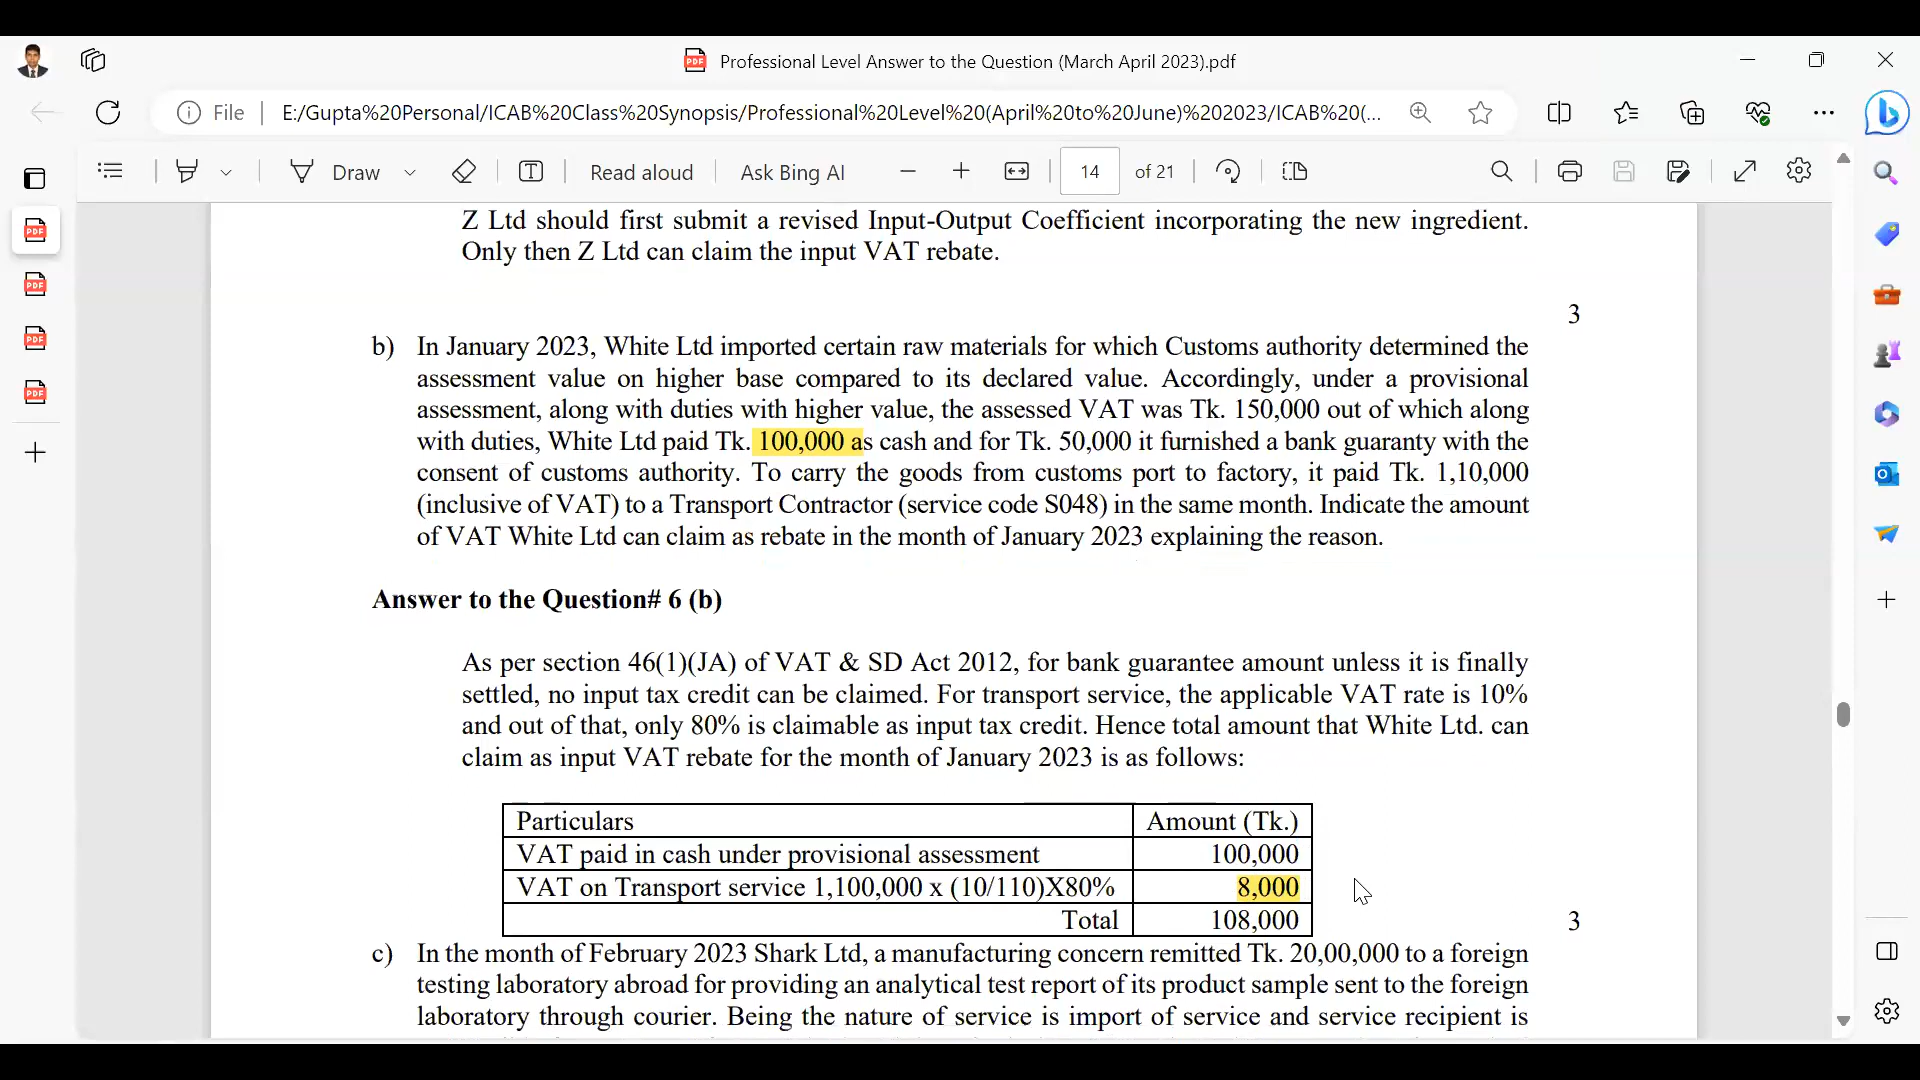 Professional Level Answer to the Question (March April 2023).pdf
File
E:/Gupta%20Personal/ICAB%20Class%20Synopsis/Professional%20Level%20(April%20to%20June)%202023/ICAB%20(...
Draw
Read aloud
Ask Bing AI
14 of 21
Z Ltd should first submit a revised Input-Output Coefficient incorporating the new ingredient.
Only then Z Ltd can claim the input VAT rebate.
3
b) In January 2023, White Ltd imported certain raw materials for which Customs authority determined the
assessment value on higher base compared to its declared value. Accordingly, under a provisional
assessment, along with duties with higher value, the assessed VAT was Tk. 150,000 out of which along
with duties, White Ltd paid Tk. 100,000 as cash and for Tk. 50,000 it furnished a bank guaranty with the
consent of customs authority. To carry the goods from customs port to factory, it paid Tk. 1,10,000
(inclusive of VAT) to a Transport Contractor (service code S048) in the same month. Indicate the amount
of VAT White Ltd can claim as rebate in the month of January 2023 explaining the reason.
Answer to the Question# 6 (b)
As per section 46(1)(JA) of VAT & SD Act 2012, for bank guarantee amount unless it is finally
settled, no input tax credit can be claimed. For transport service, the applicable VAT rate is 10%
and out of that, only 80% is claimable as input tax credit. Hence total amount that White Ltd. can
claim as input VAT rebate for the month of January 2023 is as follows:
Particulars Amount (Tk.)
VAT paid in cash under provisional assessment 100,000
VAT on Transport service 1,100,000 x (10/110)X80% 8,000
Total 108,000
3
c) In the month of February 2023 Shark Ltd, a manufacturing concern remitted Tk. 20,00,000 to a foreign
testing laboratory abroad for providing an analytical test report of its product sample sent to the foreign
laboratory through courier. Being the nature of service is import of service and service recipient is